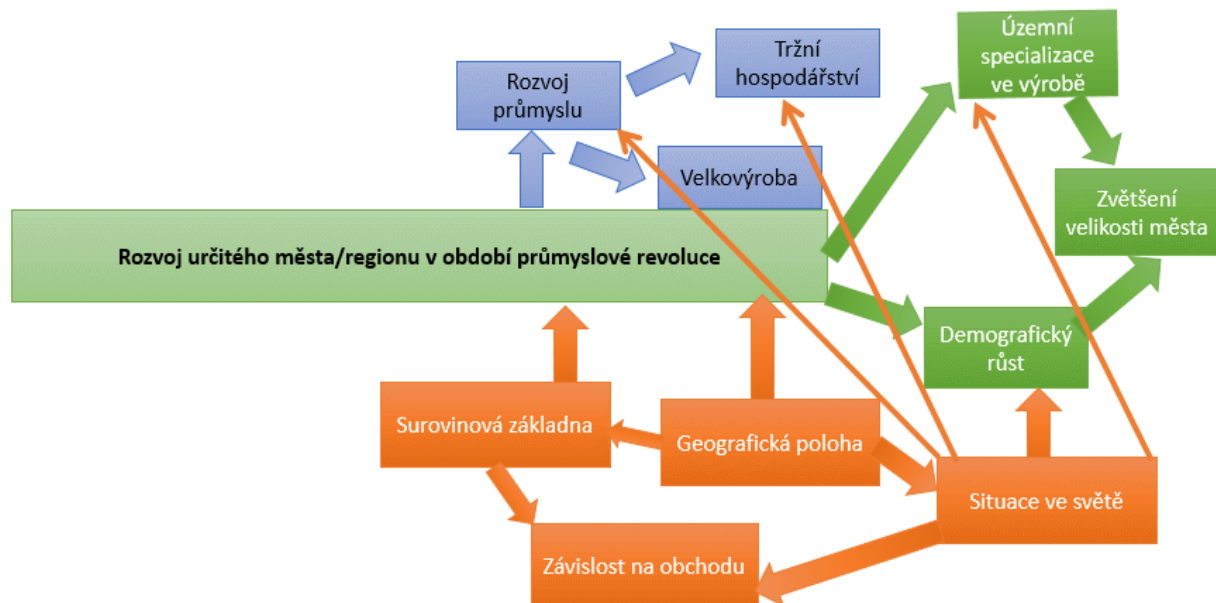 Rozvoj
průmyslu
Tržní
hospodářství
Územní
specializace
ve výrobě
Velkovýroba
Zvětšení
velikosti města
Rozvoj určitého města/regionu v období průmyslové revoluce
Demografický
růst
Surovinová základna
Geografická poloha
Situace ve světě
Závislost na obchodu